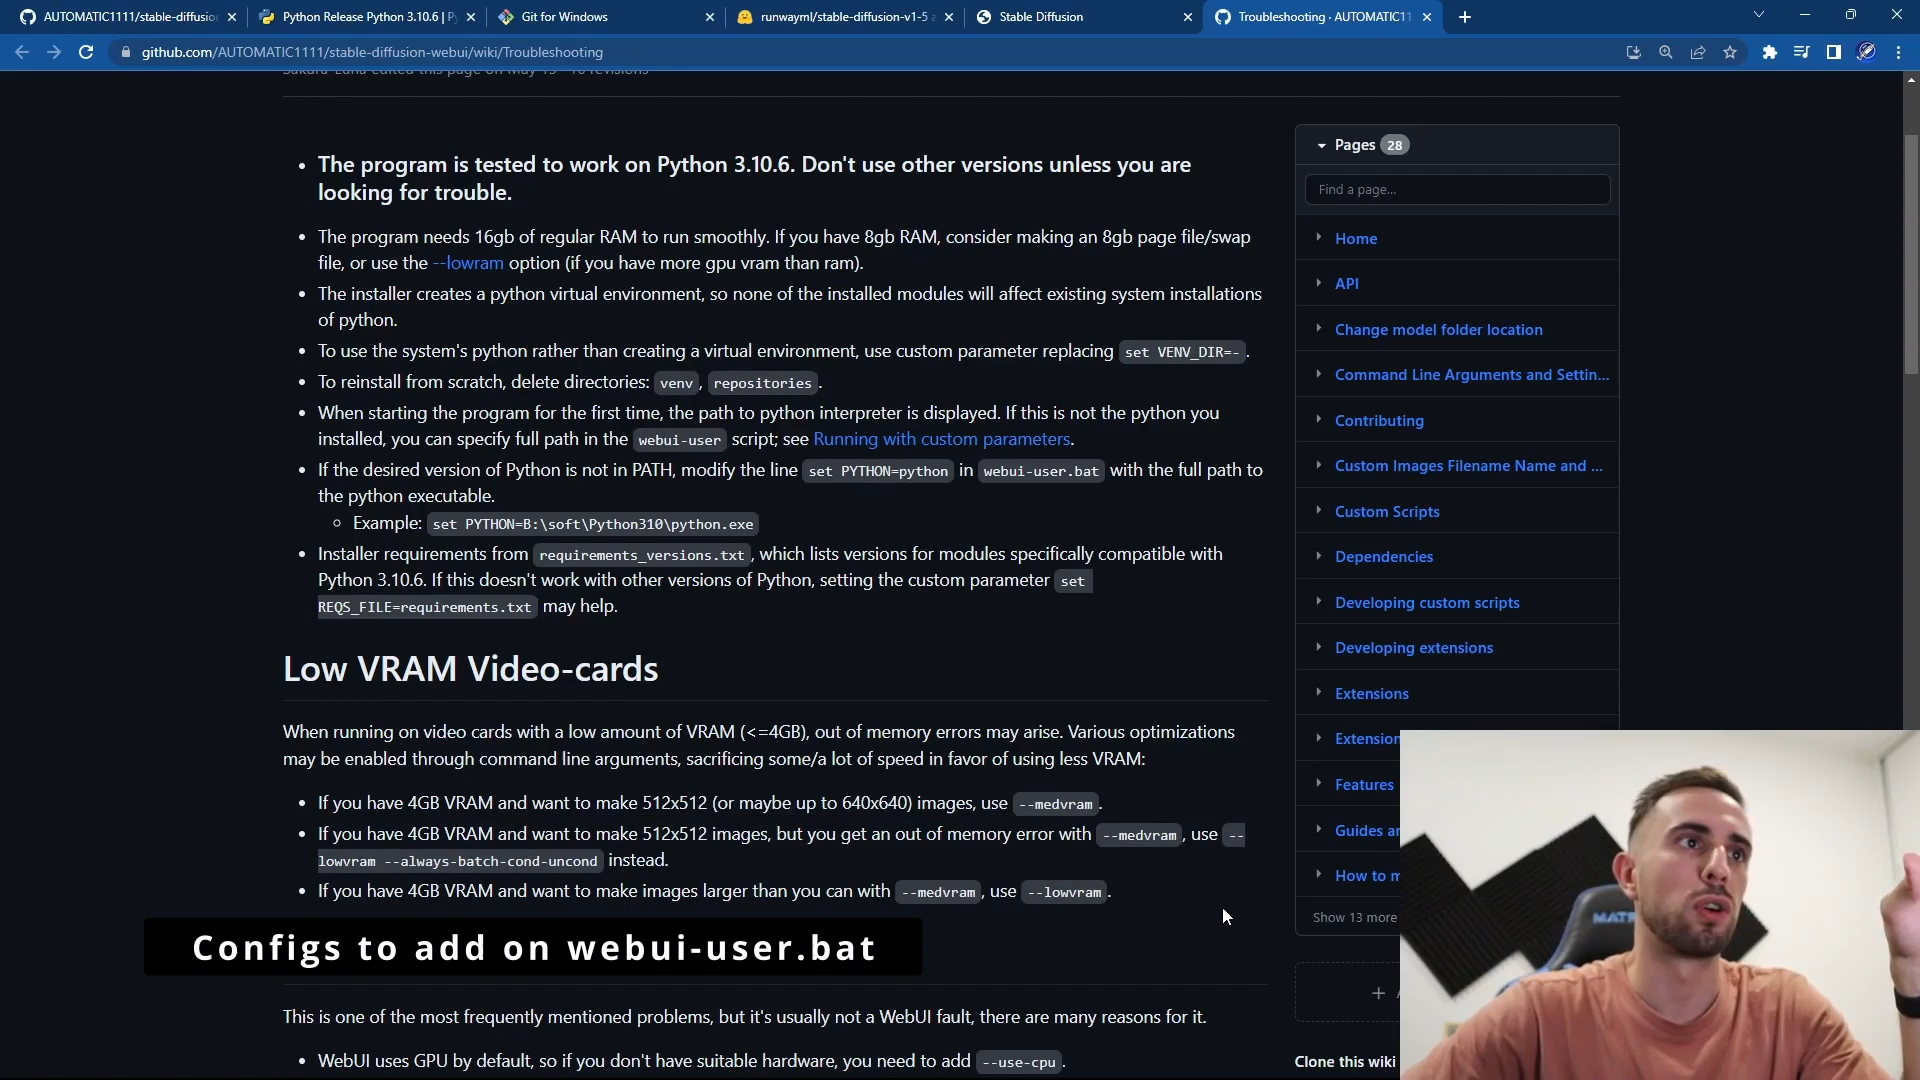 AUTOMATIC1111/stable-diffusion
Python Release Python 3.10.6 | Py
Git for Windows
runwayml/stable-diffusion-v1-5 a
Stable Diffusion
Troubleshooting · AUTOMATIC11
github.com/AUTOMATIC1111/stable-diffusion-webui/wiki/Troubleshooting
Sakura-Luna edited this page on May 15 · 16 revisions
The program is tested to work on Python 3.10.6. Don't use other versions unless you are
looking for trouble.
The program needs 16gb of regular RAM to run smoothly. If you have 8gb RAM, consider making an 8gb page file/swap
file, or use the --lowram option (if you have more gpu vram than ram).
The installer creates a python virtual environment, so none of the installed modules will affect existing system installations
of python.
To use the system's python rather than creating a virtual environment, use custom parameter replacing set VENV_DIR=- .
To reinstall from scratch, delete directories: venv , repositories .
When starting the program for the first time, the path to python interpreter is displayed. If this is not the python you
installed, you can specify full path in the webui-user script; see Running with custom parameters.
If the desired version of Python is not in PATH, modify the line set PYTHON=python in webui-user.bat with the full path to
the python executable.
Example: set PYTHON=B:\soft\Python310\python.exe
Installer requirements from requirements_versions.txt , which lists versions for modules specifically compatible with
Python 3.10.6. If this doesn't work with other versions of Python, setting the custom parameter set
REQS_FILE=requirements.txt may help.
Low VRAM Video-cards
When running on video cards with a low amount of VRAM (<=4GB), out of memory errors may arise. Various optimizations
may be enabled through command line arguments, sacrificing some/a lot of speed in favor of using less VRAM:
If you have 4GB VRAM and want to make 512x512 (or maybe up to 640x640) images, use --medvram .
If you have 4GB VRAM and want to make 512x512 images, but you get an out of memory error with --medvram , use --
lowvram --always-batch-cond-uncond instead.
If you have 4GB VRAM and want to make images larger than you can with --medvram , use --lowvram .
Configs to add on webui-user.bat
This is one of the most frequently mentioned problems, but it's usually not a WebUI fault, there are many reasons for it.
WebUI uses GPU by default, so if you don't have suitable hardware, you need to add --use-cpu .
Pages 28
Find a page...
Home
API
Change model folder location
Command Line Arguments and Settin...
Contributing
Custom Images Filename Name and ...
Custom Scripts
Dependencies
Developing custom scripts
Developing extensions
Extensions
Extension
Features
Guides an
How to m
Show 13 more
+ A
Clone this wiki
MATR